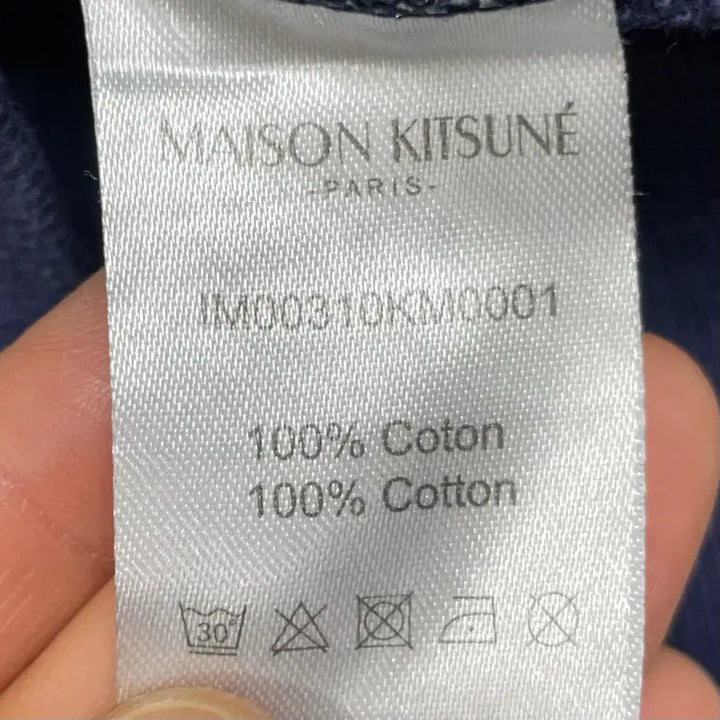 MAISON KITSUNÉ
-PARIS-
IM00310KM0001
100% Coton
100% Cotton
30°